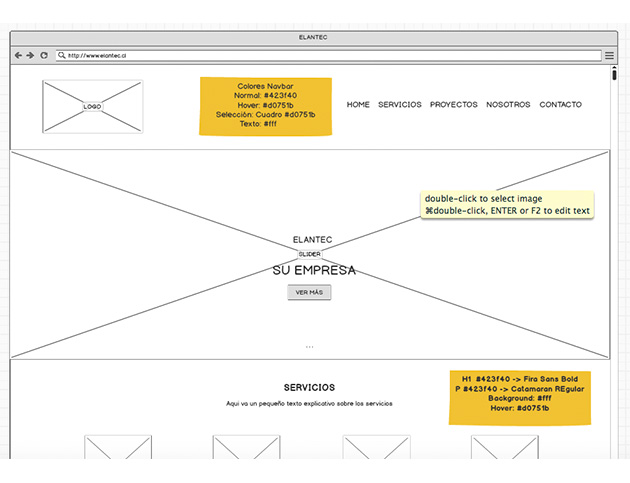 ELANTEC
http://www.elantec.cl
LOGO
Colores Navbar
Normal: #423f40
Hover: #d0751b
Selección: Cuadro #d0751b
Texto: #fff
HOME SERVICIOS PROYECTOS NOSOTROS CONTACTO
double-click to select image
⌘double-click, ENTER or F2 to edit text
ELANTEC
SLIDER
SU EMPRESA
VER MÁS
...
H1 #423f40 -> Fira Sans Bold
P #423f40 -> Catamaran REgular
Background: #fff
Hover: #d0751b
SERVICIOS
Aqui va un pequeño texto explicativo sobre los servicios